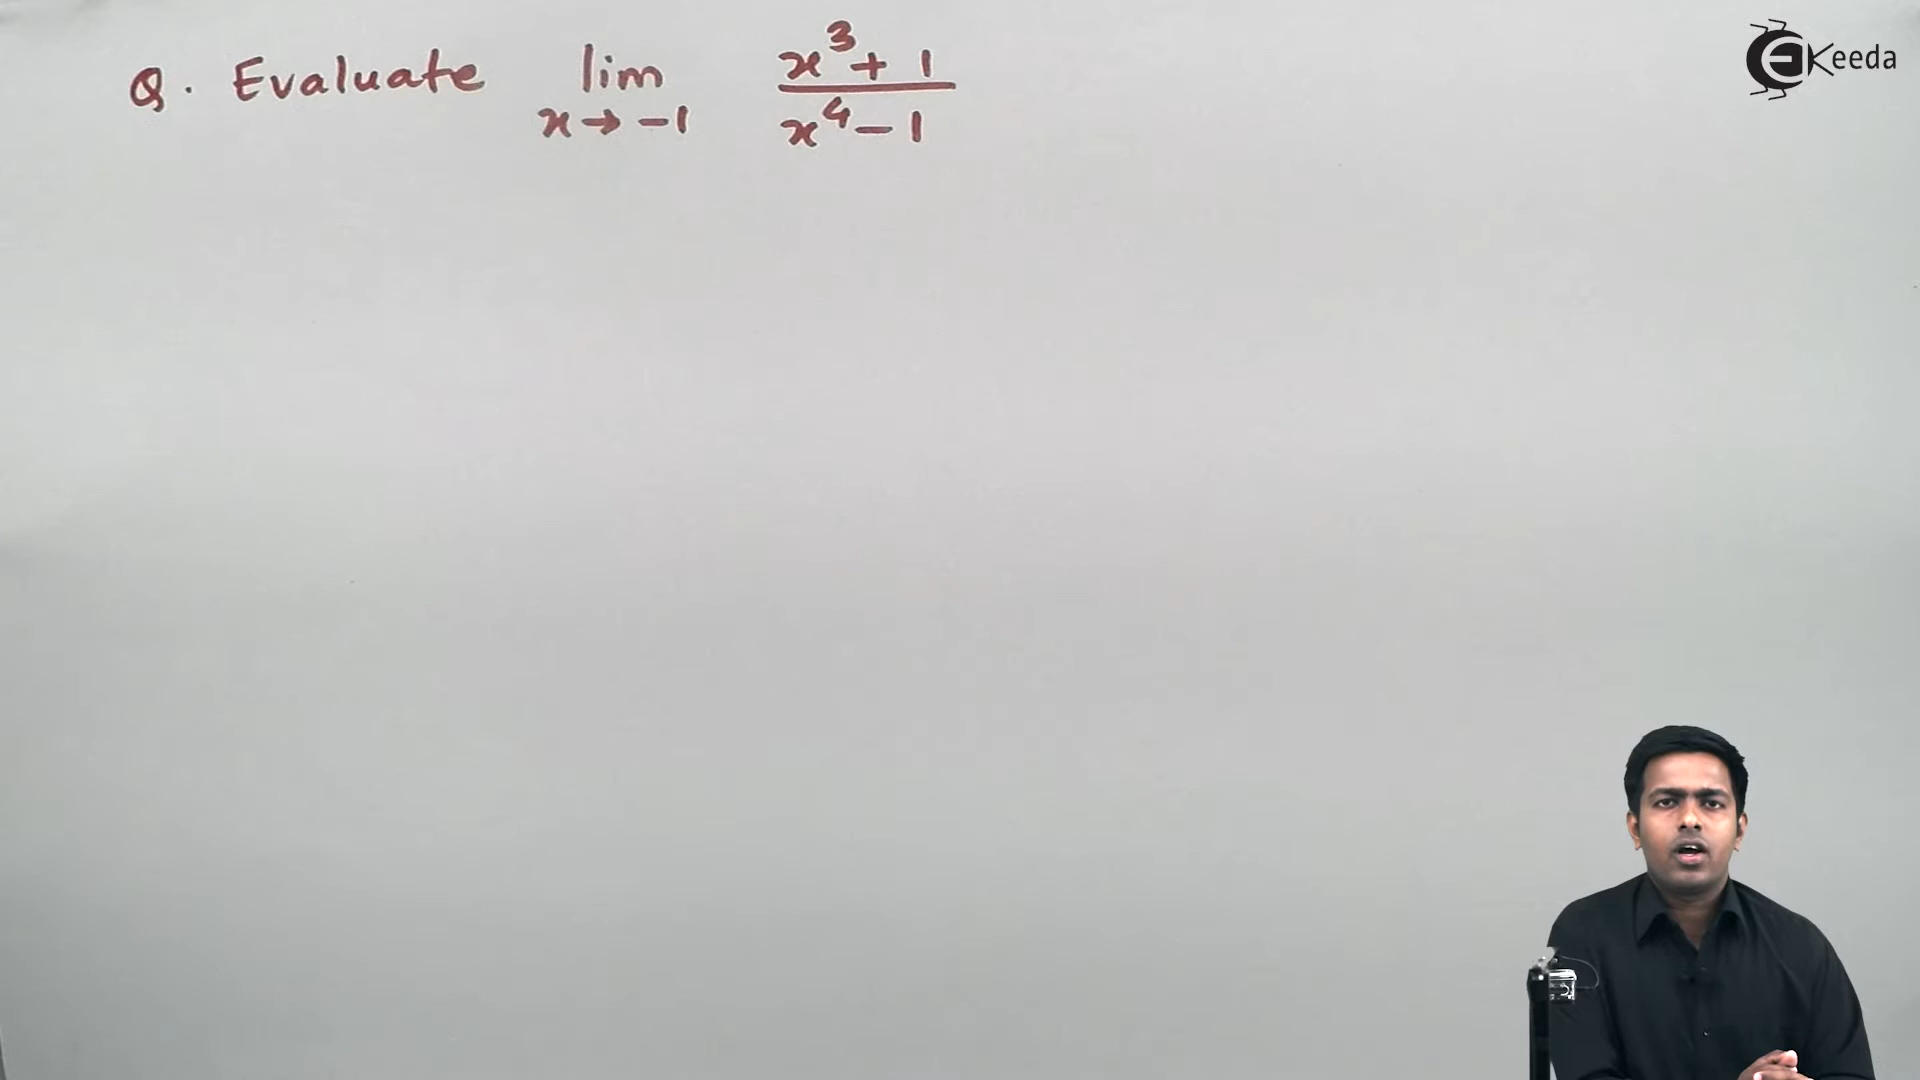 Q. Evaluate lim x→-1 x³+1 / x⁴-1
EKeeda